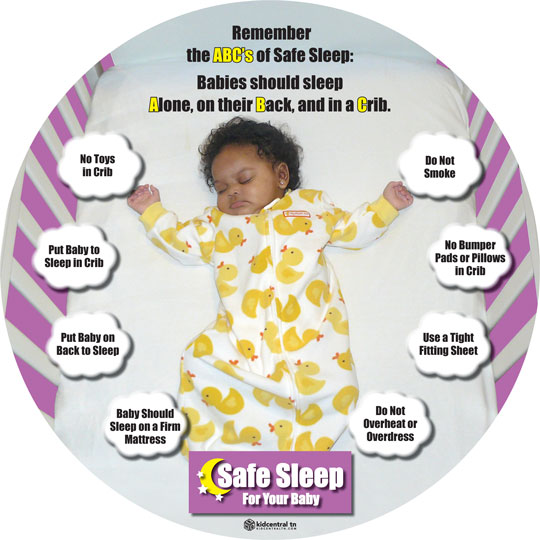 Remember
the ABC's of Safe Sleep:
Babies should sleep
Alone, on their Back, and in a Crib.
No Toys
in Crib
Do Not
Smoke
Put Baby to
Sleep in Crib
No Bumper
Pads or Pillows
in Crib
Put Baby on
Back to Sleep
Use a Tight
Fitting Sheet
Baby Should
Sleep on a Firm
Mattress
Do Not
Overheat or
Overdress
Safe Sleep
For Your Baby
kidcentral tn
KIDCENTRALTN.COM